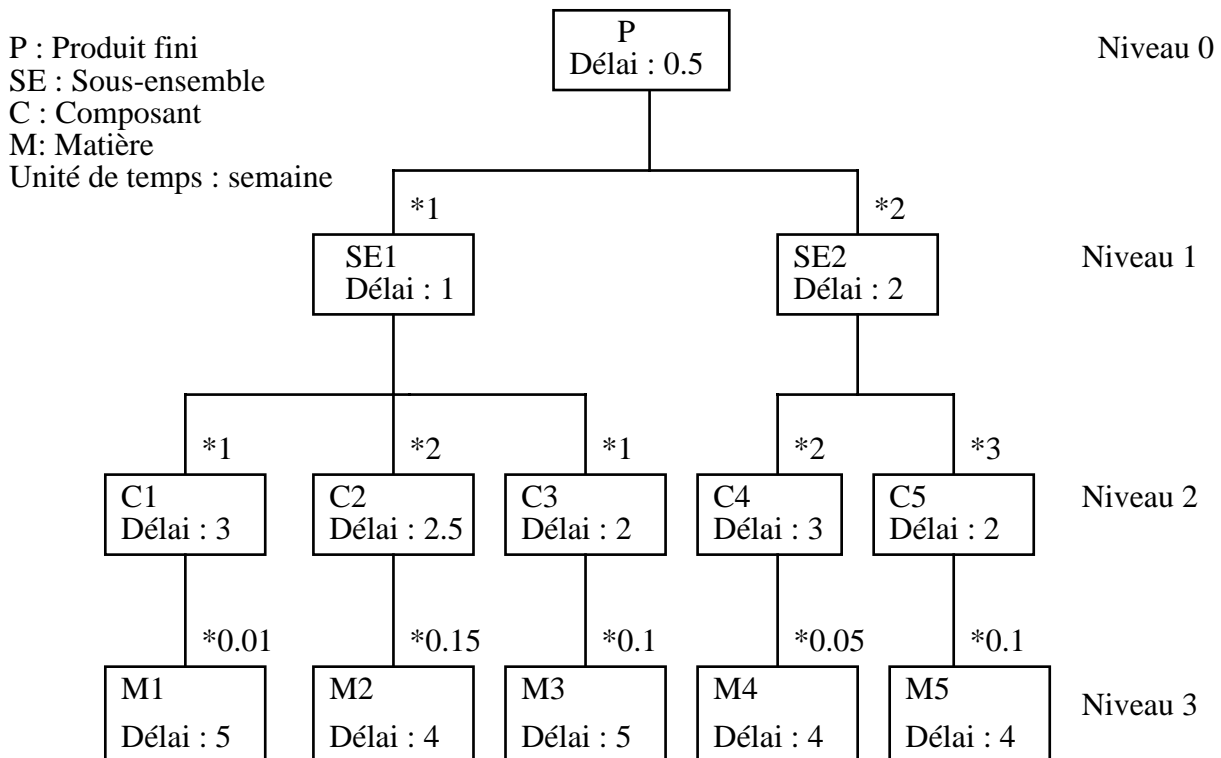 P : Produit fini
SE : Sous-ensemble
C : Composant
M: Matière
Unité de temps : semaine
P
Délai : 0.5
Niveau 0
*1
*2
SE1
Délai : 1
SE2
Délai : 2
Niveau 1
*1
*2
*1
*2
*3
C1
Délai : 3
C2
Délai : 2.5
C3
Délai : 2
C4
Délai : 3
C5
Délai : 2
Niveau 2
*0.01
*0.15
*0.1
*0.05
*0.1
M1
Délai : 5
M2
Délai : 4
M3
Délai : 5
M4
Délai : 4
M5
Délai : 4
Niveau 3